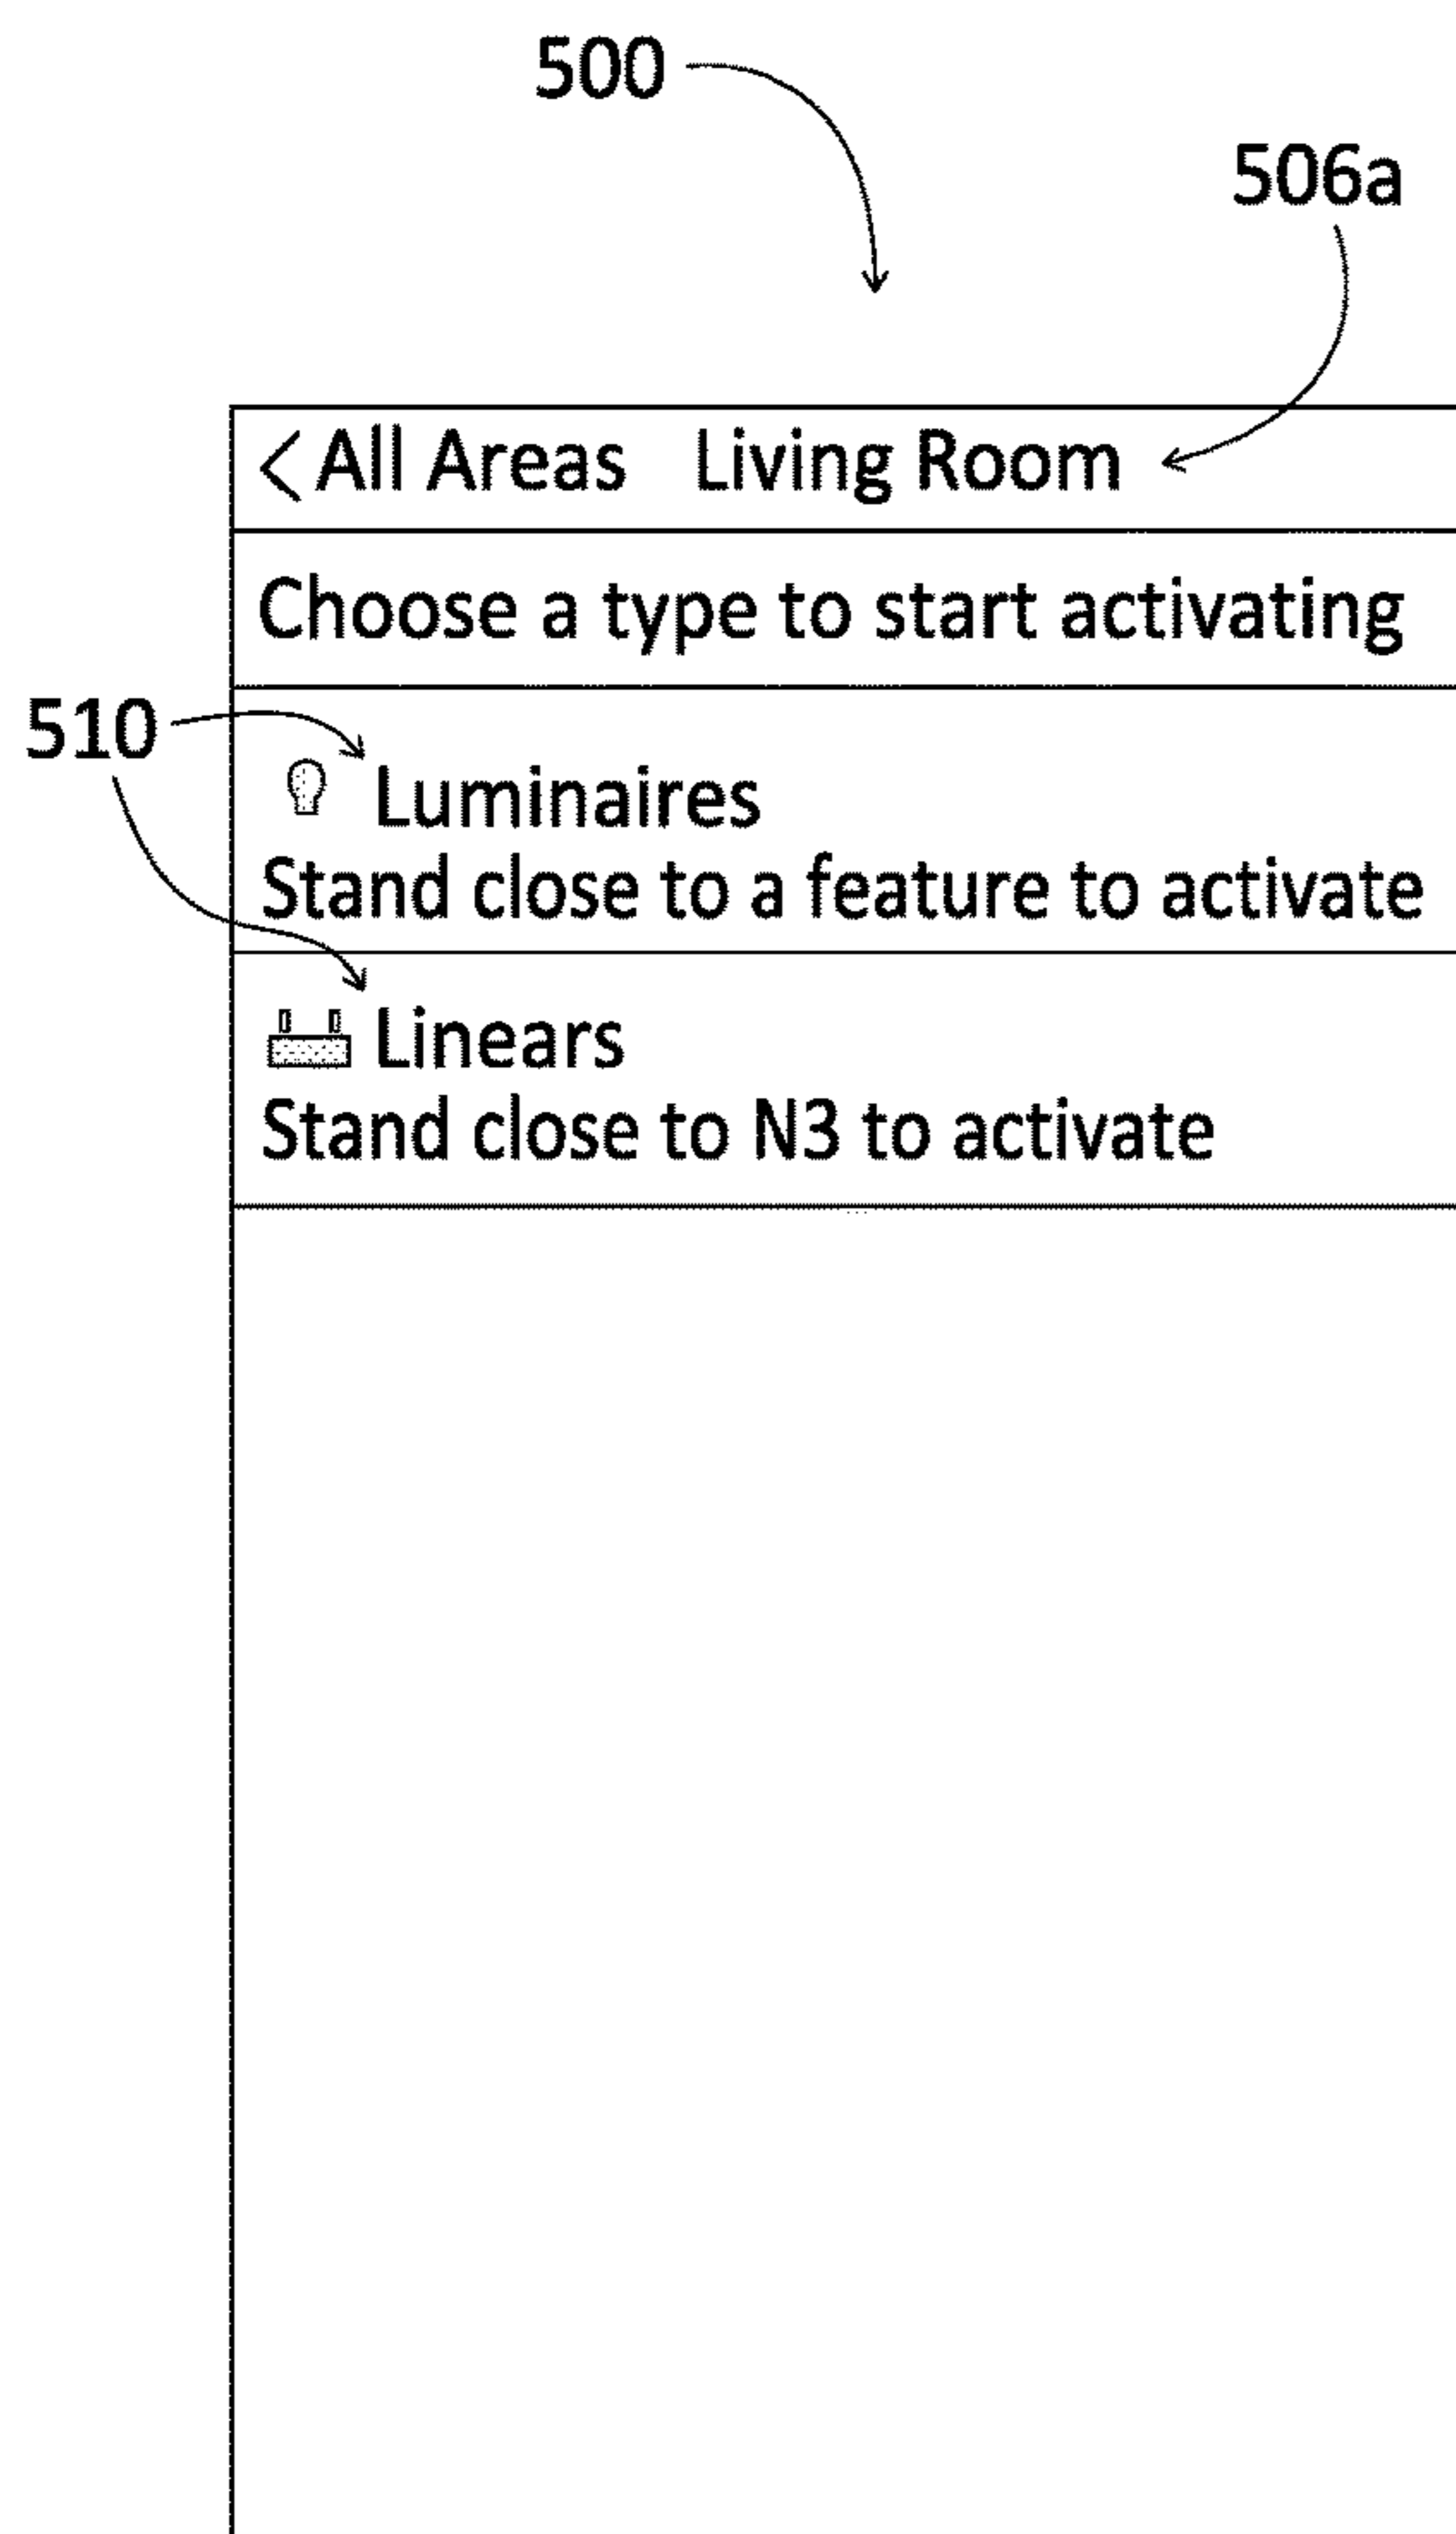 500
506a
< All Areas Living Room
Choose a type to start activating
510
Luminaires
Stand close to a feature to activate
Linears
Stand close to N3 to activate